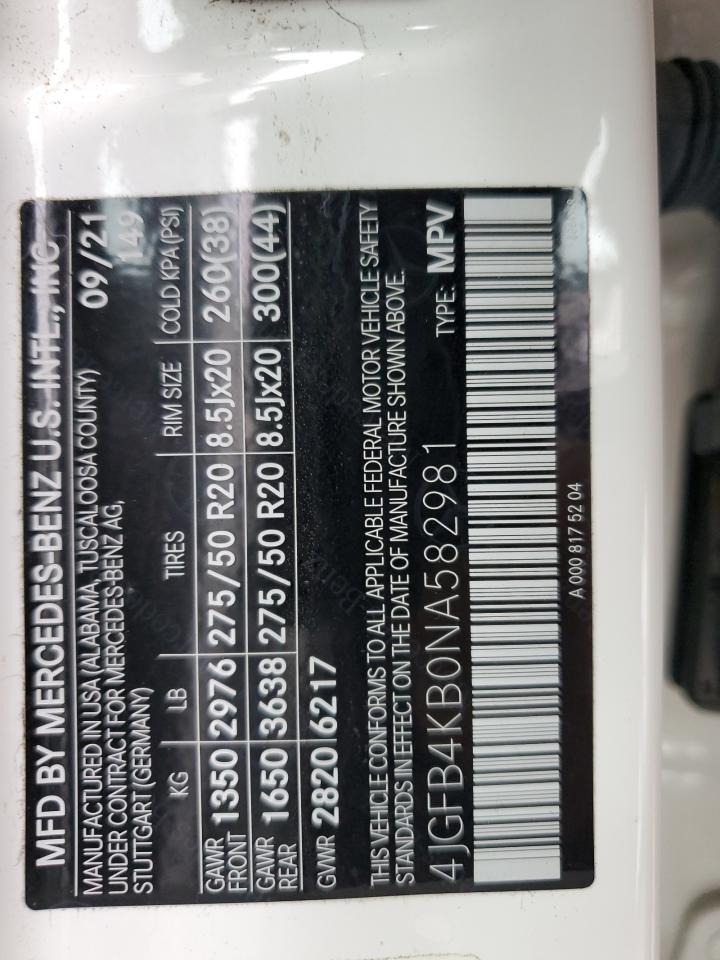 MFD BY MERCEDES-BENZ U.S. INTL., INC
MANUFACTURED IN USA (ALABAMA, TUSCALOOSA COUNTY) 09/21
UNDER CONTRACT FOR MERCEDES-BENZ AG, 149
STUTTGART (GERMANY)
KG LB TIRES RIM SIZE COLD KPA (PSI)
GAWR FRONT 1350 2976 275/50 R20 8.5Jx20 260(38)
GAWR REAR 1650 3638 275/50 R20 8.5Jx20 300(44)
GVWR 2820 6217
THIS VEHICLE CONFORMS TO ALL APPLICABLE FEDERAL MOTOR VEHICLE SAFETY
STANDARDS IN EFFECT ON THE DATE OF MANUFACTURE SHOWN ABOVE.
4JGFB4KB0NA582981 TYPE: MPV
A 000 817 52 04